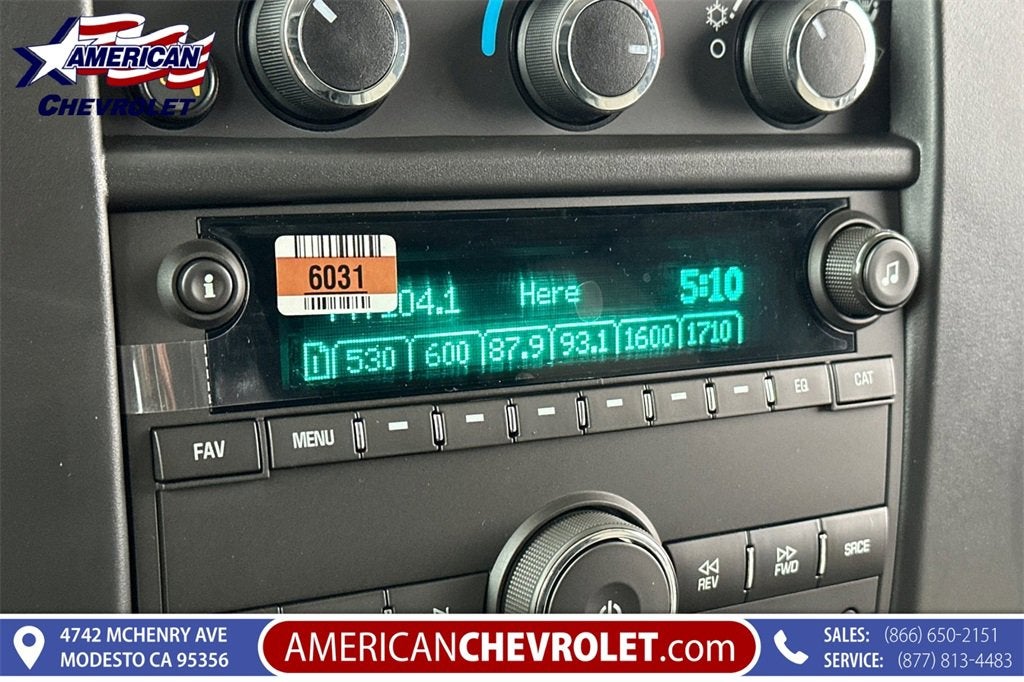 AMERICAN
CHEVROLET
6031
104.1
Here
5:10
1 530 600 87.9 93.1 1600 1710
FAV
MENU
EQ
CAT
REV
FWD
SRCE
4742 MCHENRY AVE
MODESTO CA 95356
AMERICANCHEVROLET.com
SALES: (866) 650-2151
SERVICE: (877) 813-4483